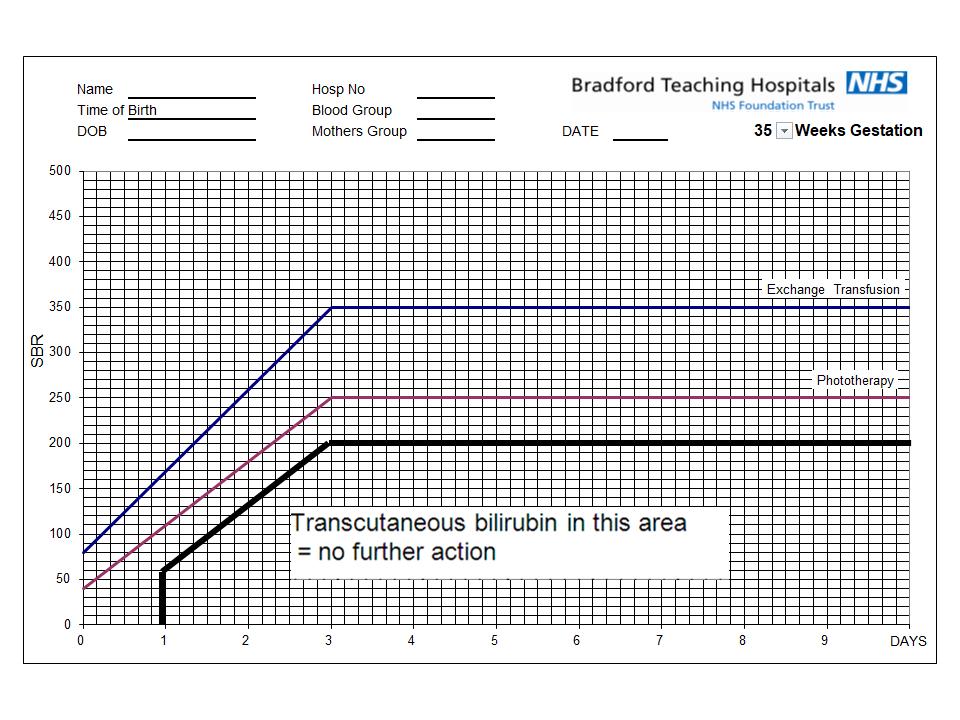 Name Hosp No Bradford Teaching Hospitals NHS
Time of Birth Blood Group NHS Foundation Trust
DOB Mothers Group DATE 35 Weeks Gestation
500
450
400
Exchange Transfusion
350
SBR
300
Phototherapy
250
200
150
Transcutaneous bilirubin in this area
= no further action
100
50
0
0 1 2 3 4 5 6 7 8 9 DAYS